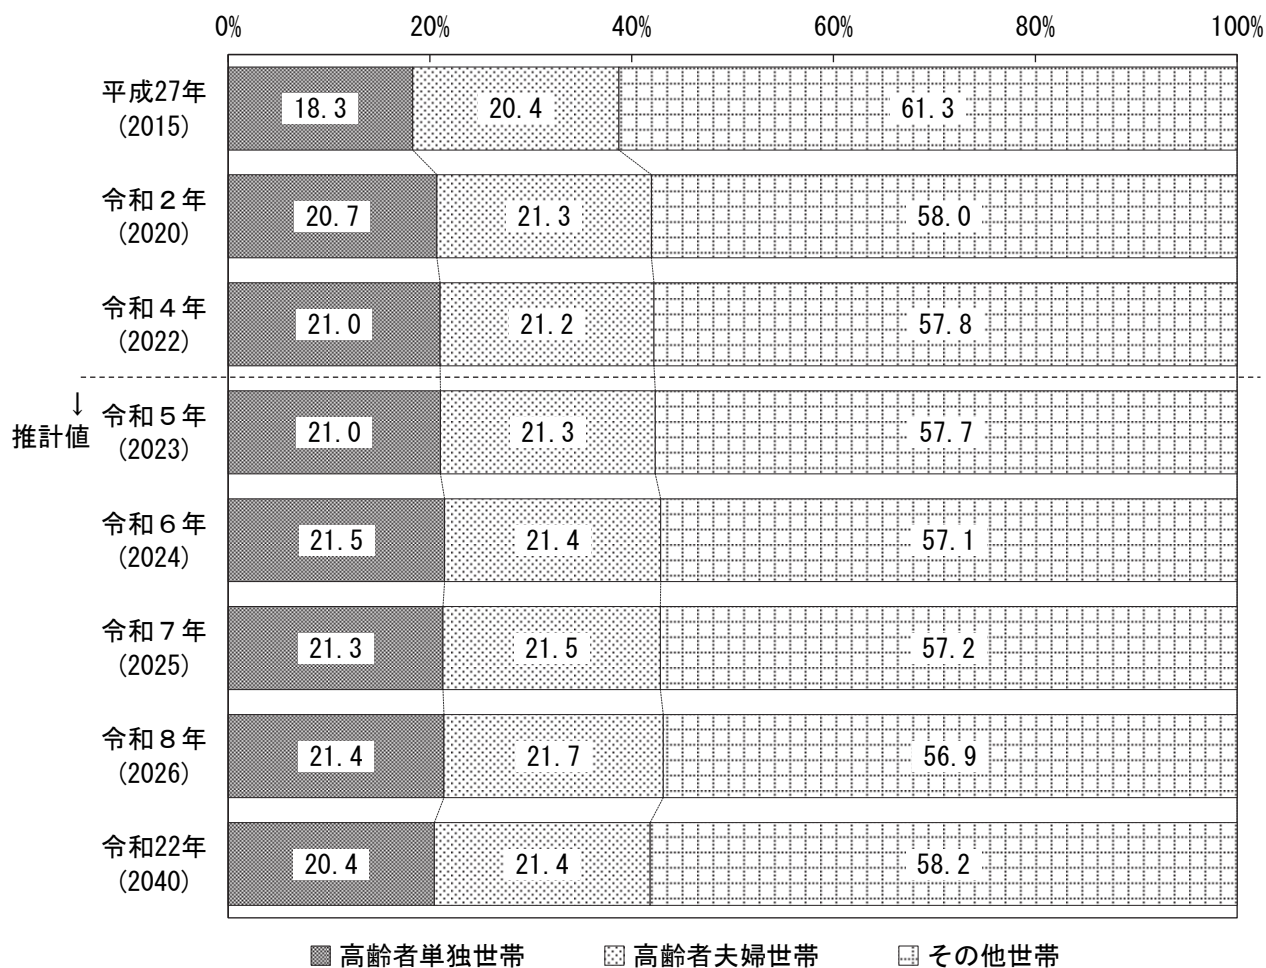 0% 20% 40% 60% 80% 100%
平成27年
(2015)
18.3 20.4 61.3
令和２年
(2020)
20.7 21.3 58.0
令和４年
(2022)
21.0 21.2 57.8
↓
推計値
令和５年
(2023)
21.0 21.3 57.7
令和６年
(2024)
21.5 21.4 57.1
令和７年
(2025)
21.3 21.5 57.2
令和８年
(2026)
21.4 21.7 56.9
令和22年
(2040)
20.4 21.4 58.2
高齢者単独世帯 高齢者夫婦世帯 その他世帯